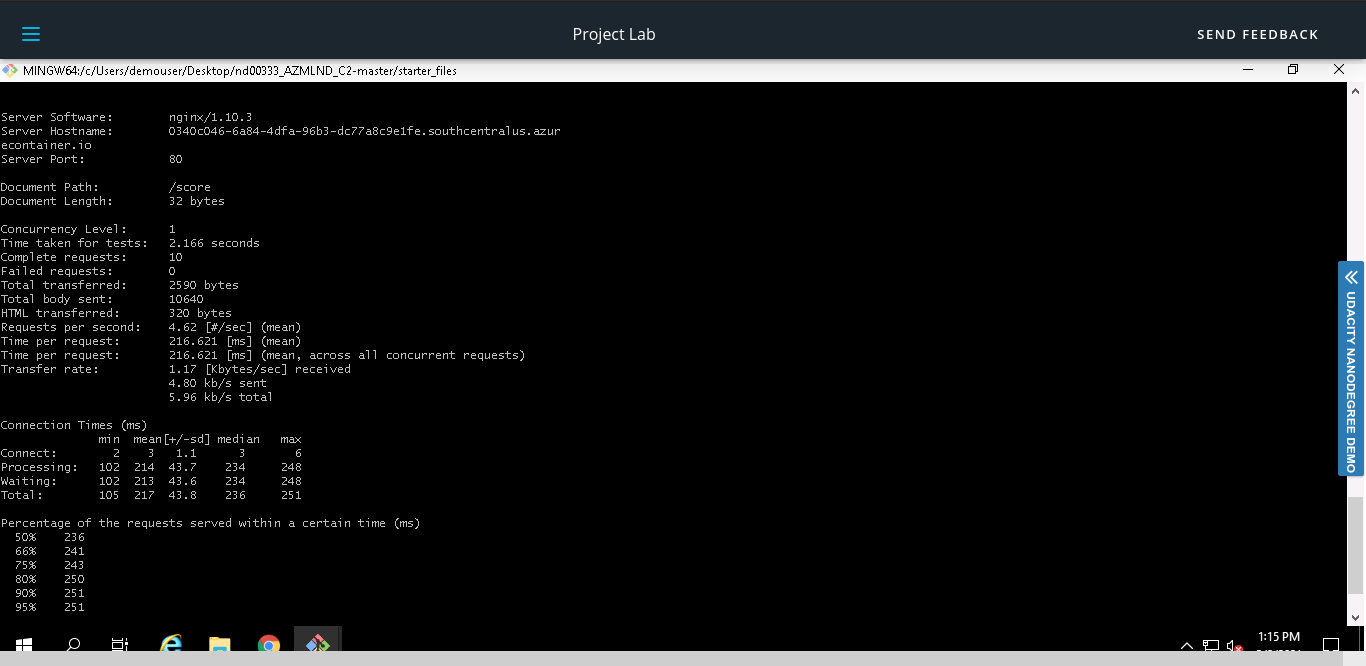 Project Lab
SEND FEEDBACK
MINGW64:/c/Users/demouser/Desktop/nd00333_AZMLND_C2-master/starter_files
Server Software:        nginx/1.10.3
Server Hostname:        0340c046-6a84-4dfa-96b3-dc77a8c9e1fe.southcentralus.azur
econtainer.io
Server Port:            80
Document Path:          /score
Document Length:        32 bytes
Concurrency Level:      1
Time taken for tests:   2.166 seconds
Complete requests:      10
Failed requests:        0
Total transferred:      2590 bytes
Total body sent:        10640
HTML transferred:       320 bytes
Requests per second:    4.62 [#/sec] (mean)
Time per request:       216.621 [ms] (mean)
Time per request:       216.621 [ms] (mean, across all concurrent requests)
Transfer rate:          1.17 [Kbytes/sec] received
                        4.80 kb/s sent
                        5.96 kb/s total
Connection Times (ms)
              min  mean[+/-sd] median   max
Connect:        2    3   1.1      3       6
Processing:   102  214  43.7    234     248
Waiting:      102  213  43.6    234     248
Total:        105  217  43.8    236     251
Percentage of the requests served within a certain time (ms)
  50%    236
  66%    241
  75%    243
  80%    250
  90%    251
  95%    251
UDACITY NANODEGREE DEMO
1:15 PM